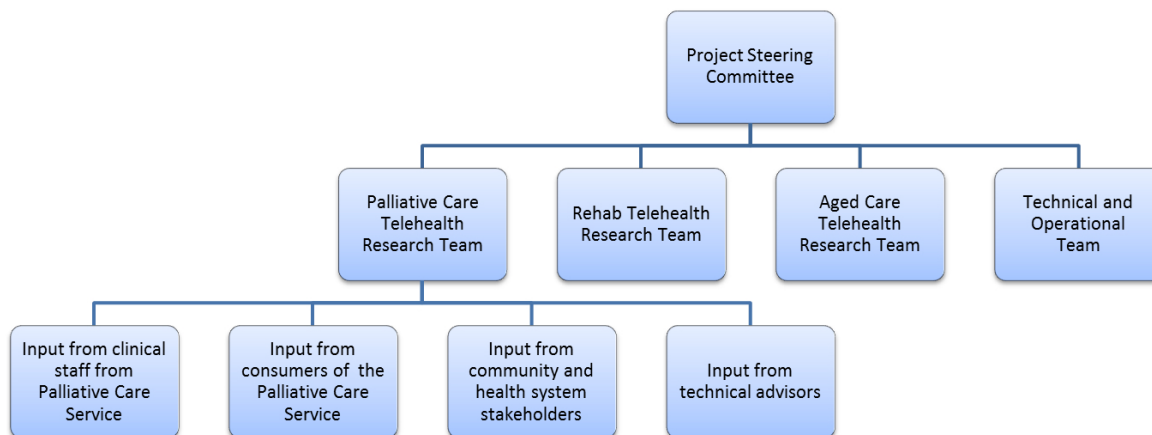 Project Steering
Committee
Palliative Care
Telehealth
Research Team
Rehab Telehealth
Research Team
Aged Care
Telehealth
Research Team
Technical and
Operational
Team
Input from clinical
staff from
Palliative Care
Service
Input from
consumers of the
Palliative Care
Service
Input from
community and
health system
stakeholders
Input from
technical advisors